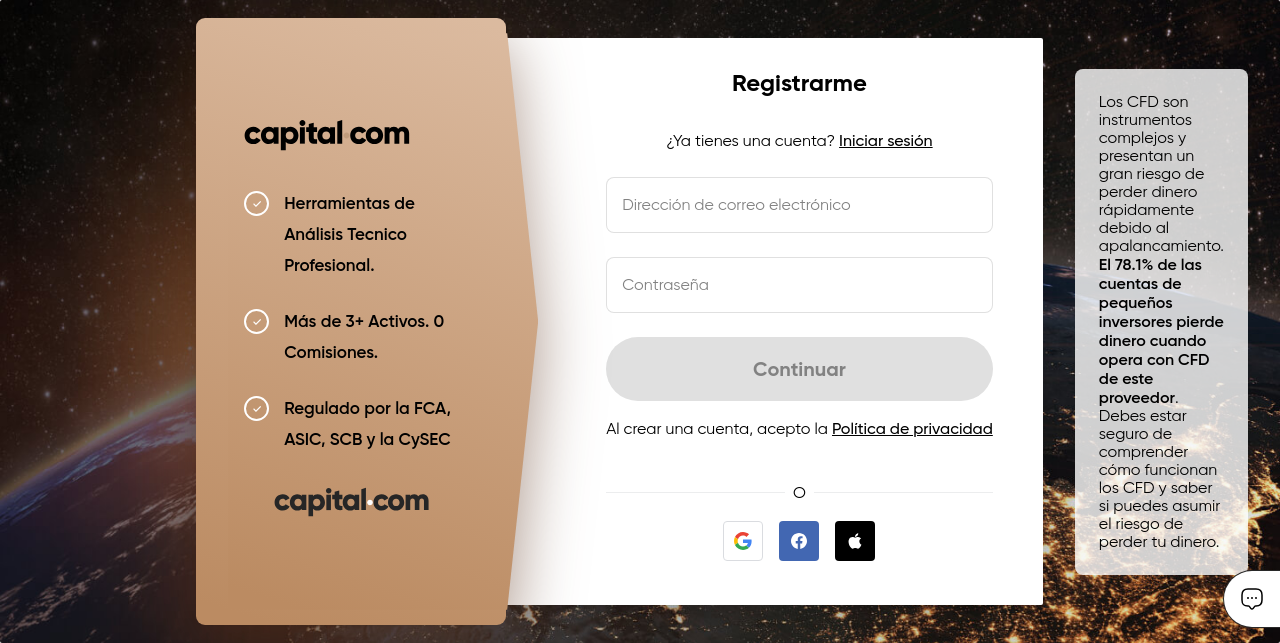 capital.com
Herramientas de
Análisis Tecnico
Profesional.
Más de 3+ Activos. 0
Comisiones.
Regulado por la FCA,
ASIC, SCB y la CySEC
capital.com
Registrarme
¿Ya tienes una cuenta? Iniciar sesión
Dirección de correo electrónico
Contraseña
Continuar
Al crear una cuenta, acepto la Política de privacidad
O
Los CFD son
instrumentos
complejos y
presentan un
gran riesgo de
perder dinero
rápidamente
debido al
apalancamiento.
El 78.1% de las
cuentas de
pequeños
inversores pierde
dinero cuando
opera con CFD
de este
proveedor.
Debes estar
seguro de
comprender
cómo funcionan
los CFD y saber
si puedes asumir
el riesgo de
perder tu dinero.